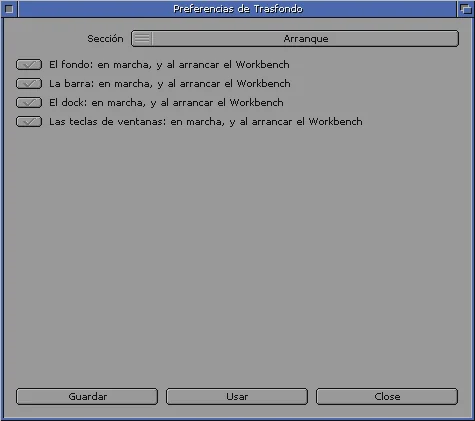 Preferencias de Trasfondo
Sección Arranque
El fondo: en marcha, y al arrancar el Workbench
La barra: en marcha, y al arrancar el Workbench
El dock: en marcha, y al arrancar el Workbench
Las teclas de ventanas: en marcha, y al arrancar el Workbench
Guardar Usar Close